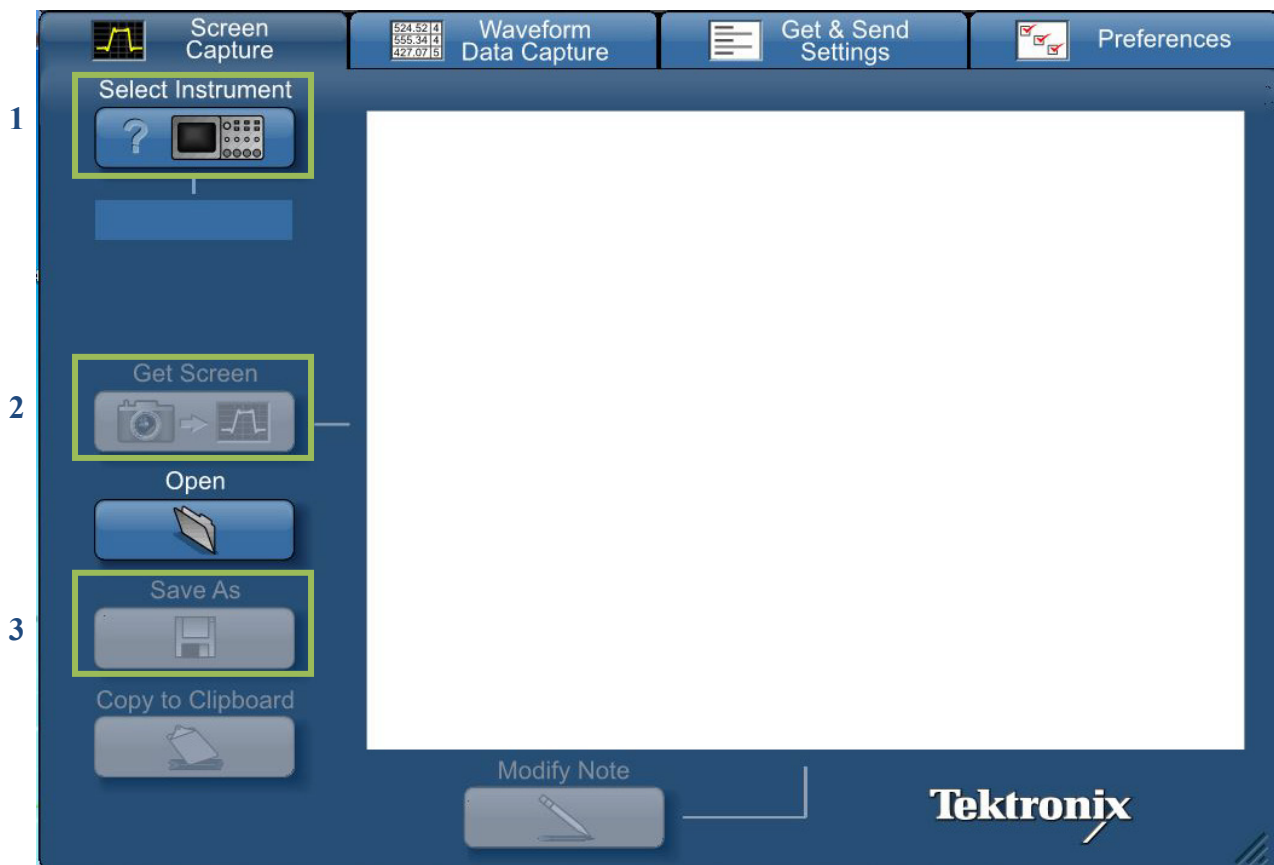 Screen
Capture
524.52 4
555.34 4
427.07 5
Waveform
Data Capture
Get & Send
Settings
Preferences
1
Select Instrument
?
2
Get Screen
Open
3
Save As
Copy to Clipboard
Modify Note
Tektronix